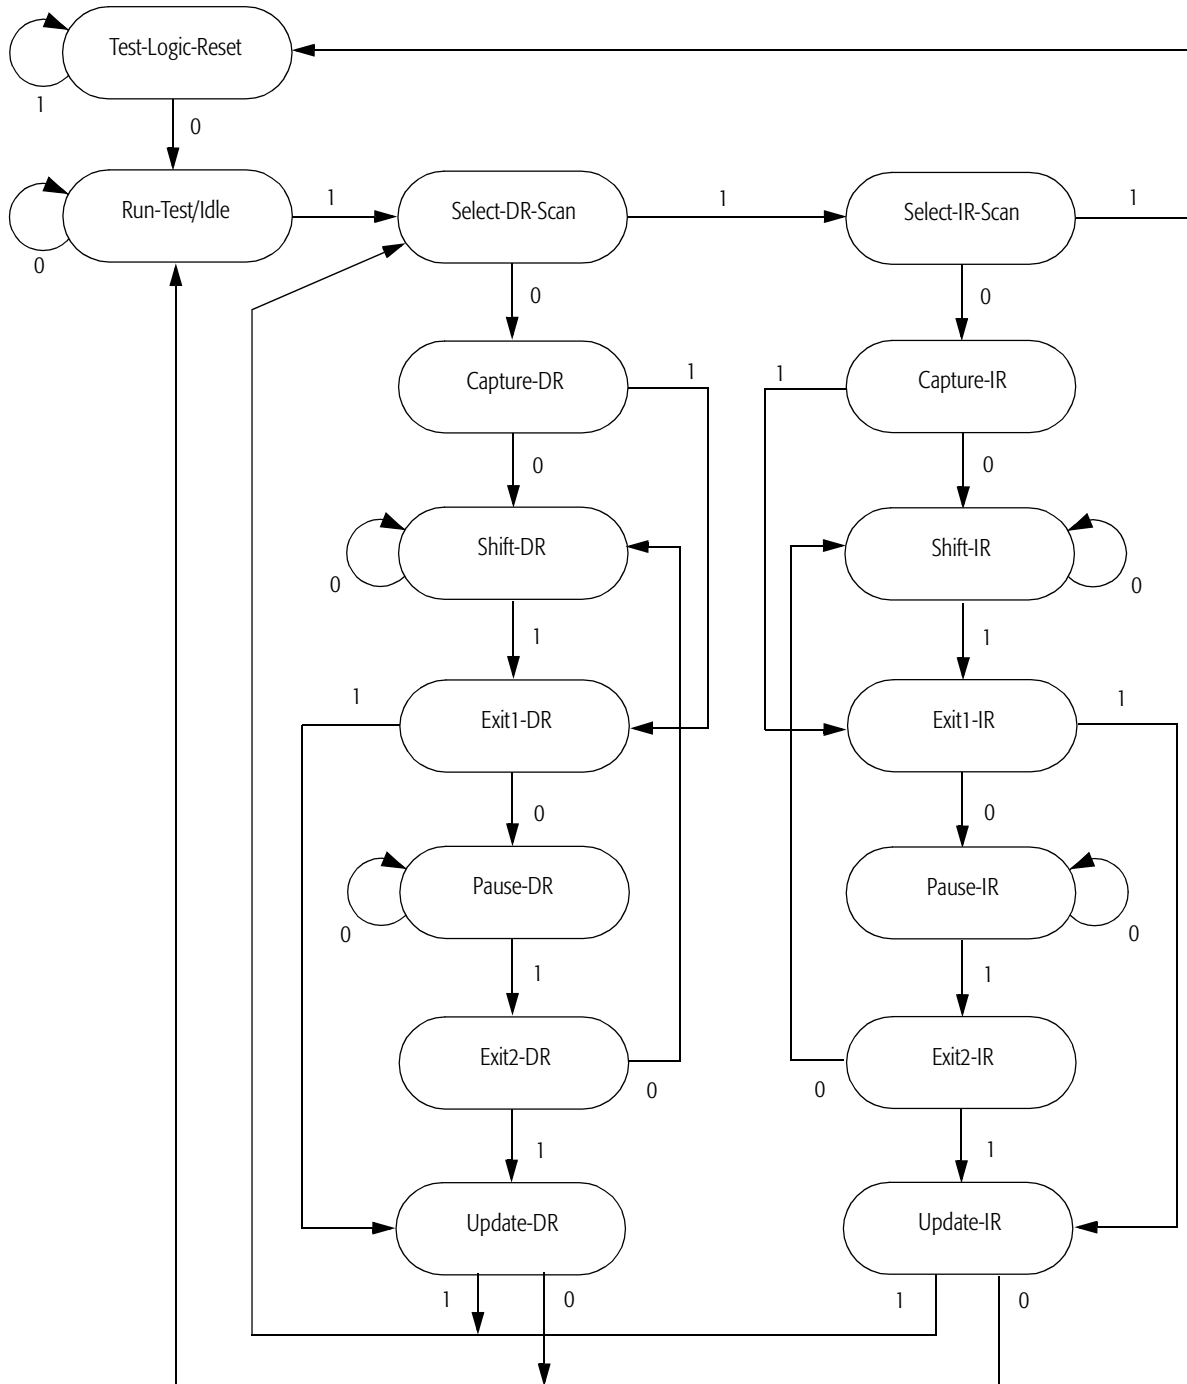 Test-Logic-Reset
1
0
Run-Test/Idle
1
Select-DR-Scan
1
Select-IR-Scan
1
0
0
0
Capture-DR
1
1
Capture-IR
0
0
Shift-DR
Shift-IR
0
0
1
1
1
Exit1-DR
Exit1-IR
1
0
0
Pause-DR
Pause-IR
0
0
1
1
Exit2-DR
Exit2-IR
0
0
1
1
Update-DR
Update-IR
1
0
1
0